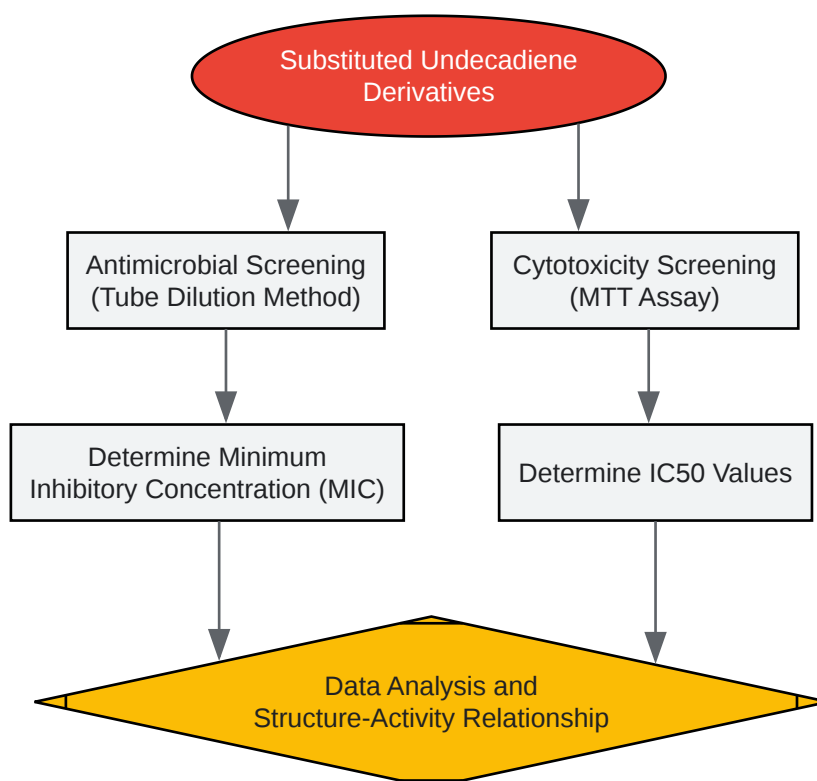 Substituted Undecadiene
Derivatives
Antimicrobial Screening
(Tube Dilution Method)
Cytotoxicity Screening
(MTT Assay)
Determine Minimum
Inhibitory Concentration (MIC)
Determine IC50 Values
Data Analysis and
Structure-Activity Relationship